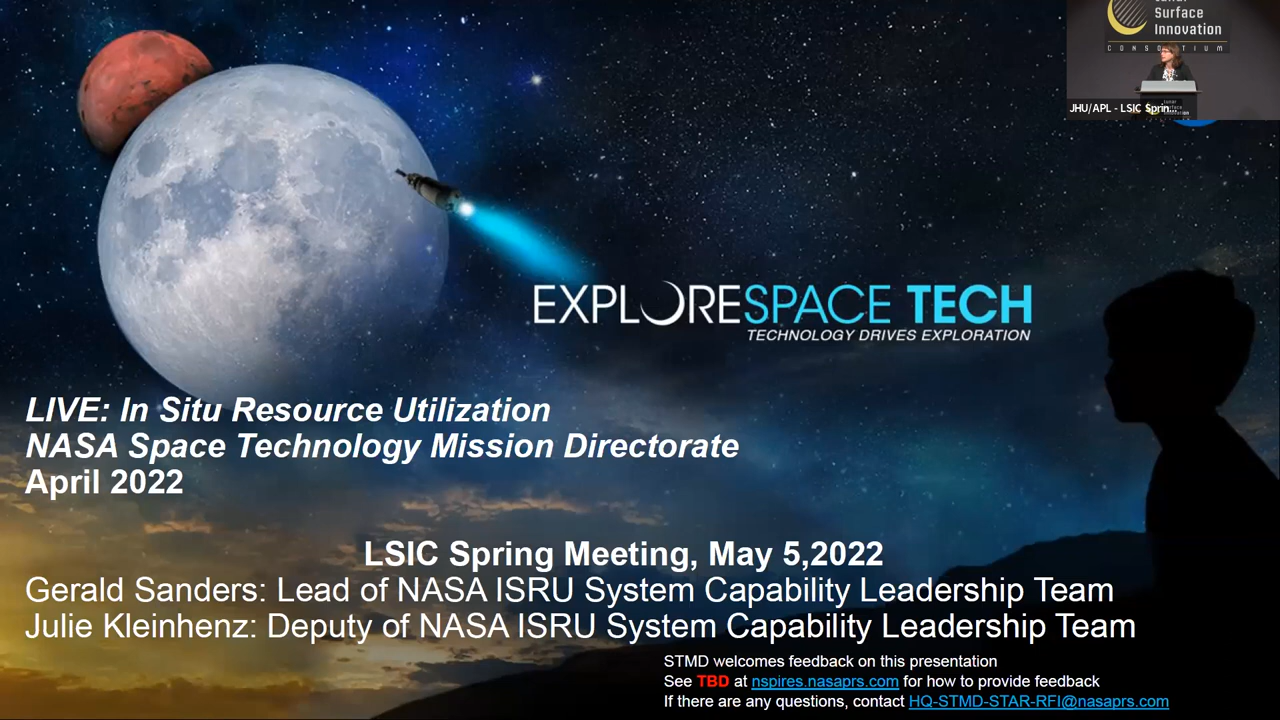 Surface
Innovation
CONSORTIUM
JHU/APL - LSIC Sprin...
EXPLORESPACE TECH
TECHNOLOGY DRIVES EXPLORATION
LIVE: In Situ Resource Utilization
NASA Space Technology Mission Directorate
April 2022
LSIC Spring Meeting, May 5,2022
Gerald Sanders: Lead of NASA ISRU System Capability Leadership Team
Julie Kleinhenz: Deputy of NASA ISRU System Capability Leadership Team
STMD welcomes feedback on this presentation
See TBD at nspires.nasaprs.com for how to provide feedback
If there are any questions, contact HQ-STMD-STAR-RFI@nasaprs.com